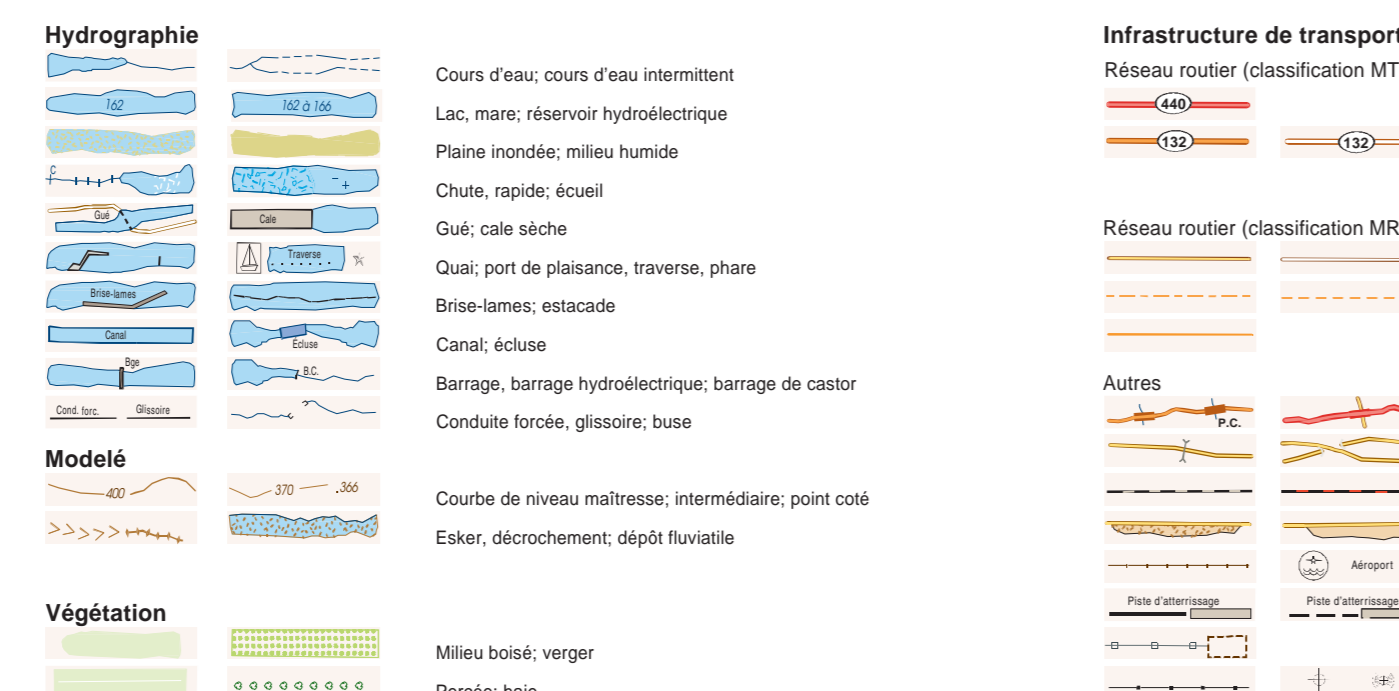 Hydrographie
Cours d'eau; cours d'eau intermittent
162 162 à 166 Lac, mare; réservoir hydroélectrique
Plaine inondée; milieu humide
C Chute, rapide; écueil
Gué Cale Gué; cale sèche
Traverse Quai; port de plaisance, traverse, phare
Brise-lames Brise-lames; estacade
Canal Écluse Canal; écluse
Bge B.C. Barrage, barrage hydroélectrique; barrage de castor
Cond. forc. Glissoire Conduite forcée, glissoire; buse
Modelé
400 370 .366 Courbe de niveau maîtresse; intermédiaire; point coté
Esker, décrochement; dépôt fluviatile
Végétation
Milieu boisé; verger
Infrastructure de transport
Réseau routier (classification MT
440
132 132
Réseau routier (classification MR
Autres
P.C.
Aéroport
Piste d'atterrissage Piste d'atterrissage